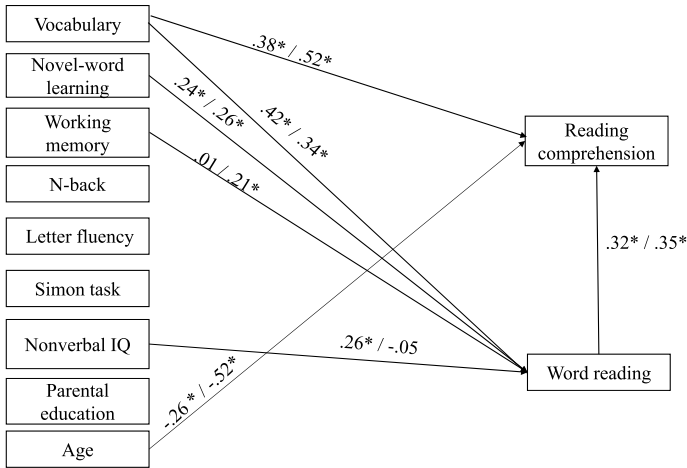 Vocabulary
.38* / .52*
Novel-word
learning
.24* / .26*
.42* / .34*
Working
memory
Reading
comprehension
.01 / .21*
N-back
Letter fluency
.32* / .35*
Simon task
Nonverbal IQ
.26* / -.05
Word reading
Parental
education
-.26* / -.52*
Age